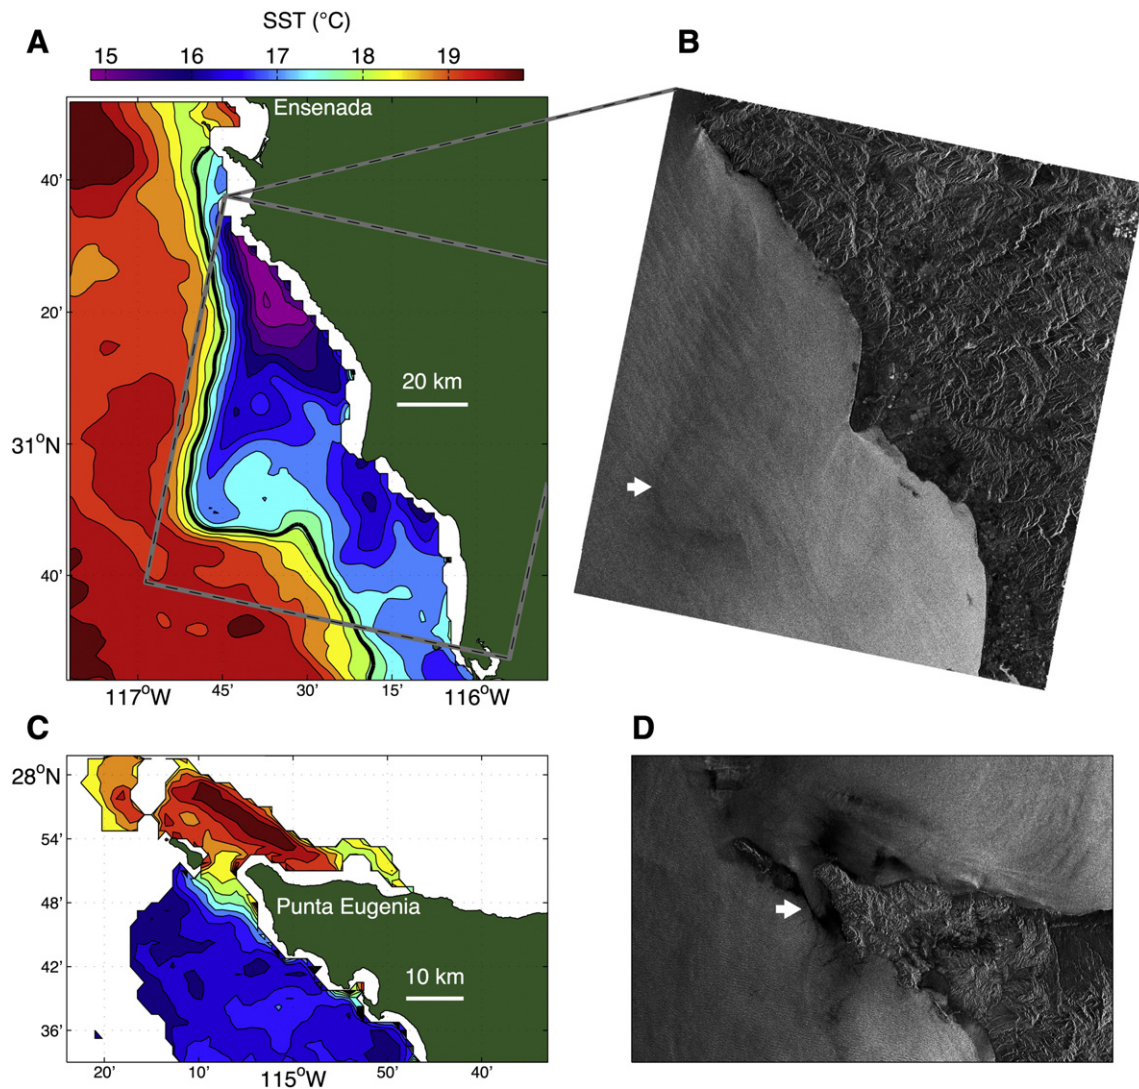 SST (°C)
A
B
15 16 17 18 19
Ensenada
40'
20'
20 km
31°N
40'
117°W 45' 30' 15' 116°W
C
D
28°N
54'
48'
Punta Eugenia
42'
10 km
36'
20' 10' 115°W 50' 40'